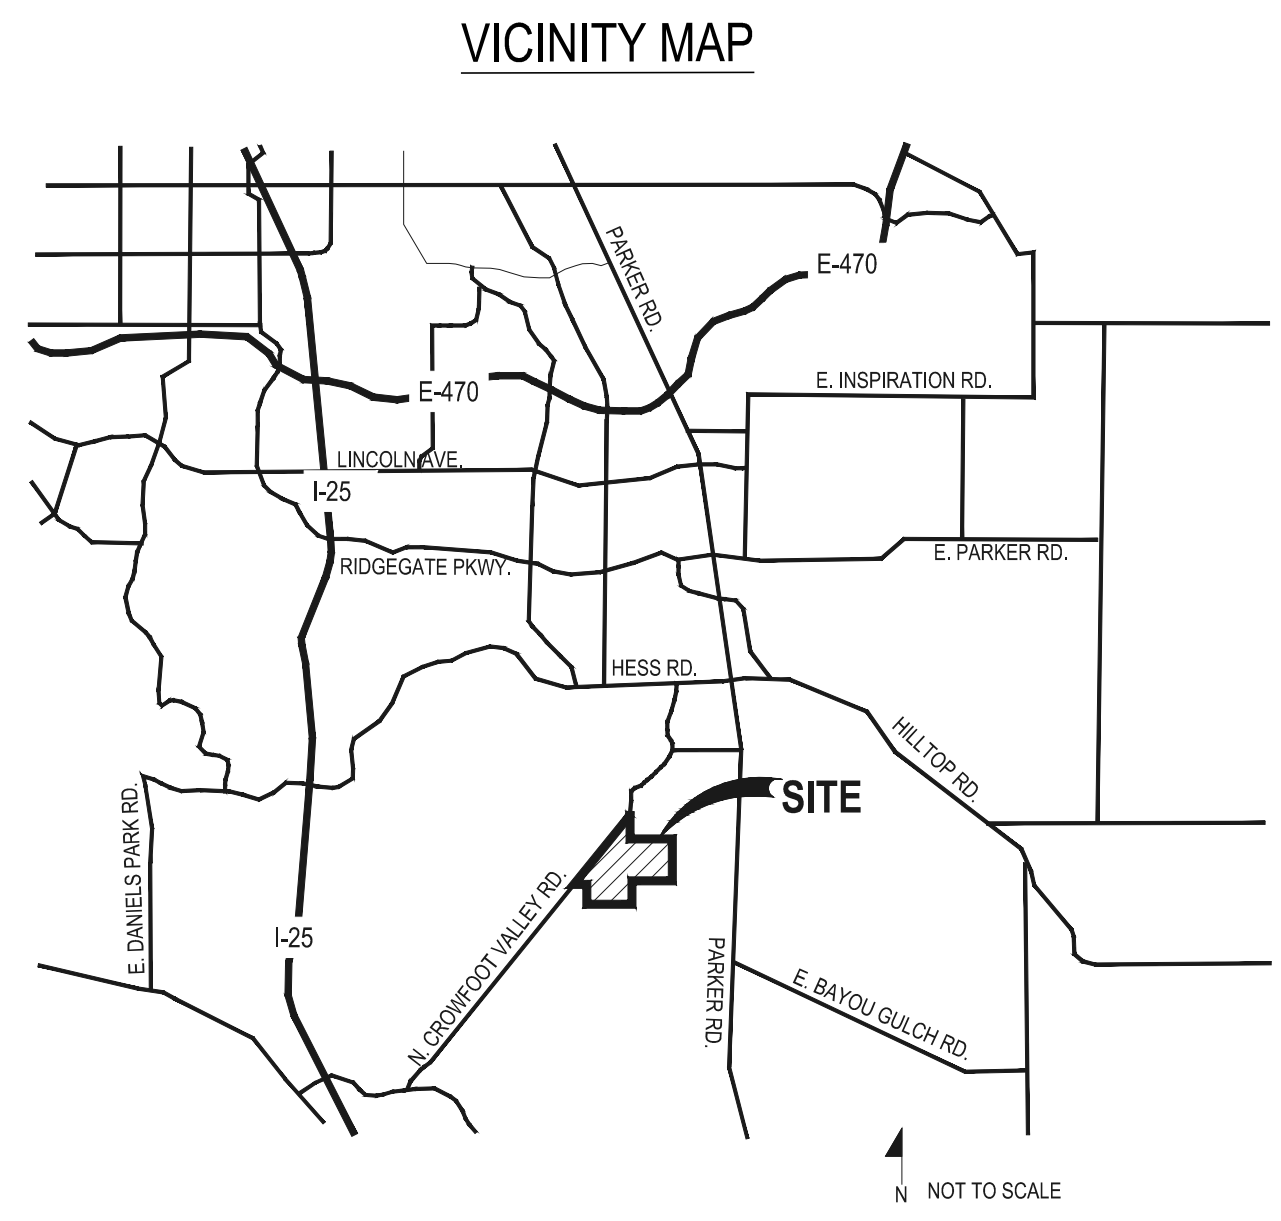 VICINITY MAP
PARKER RD.
E-470
E. INSPIRATION RD.
E-470
LINCOLN AVE.
I-25
E. PARKER RD.
RIDGEGATE PKWY.
HESS RD.
HILLTOP RD.
SITE
E. DANIELS PARK RD.
N. CROWFOOT VALLEY RD.
I-25
PARKER RD.
E. BAYOU GULCH RD.
N
NOT TO SCALE